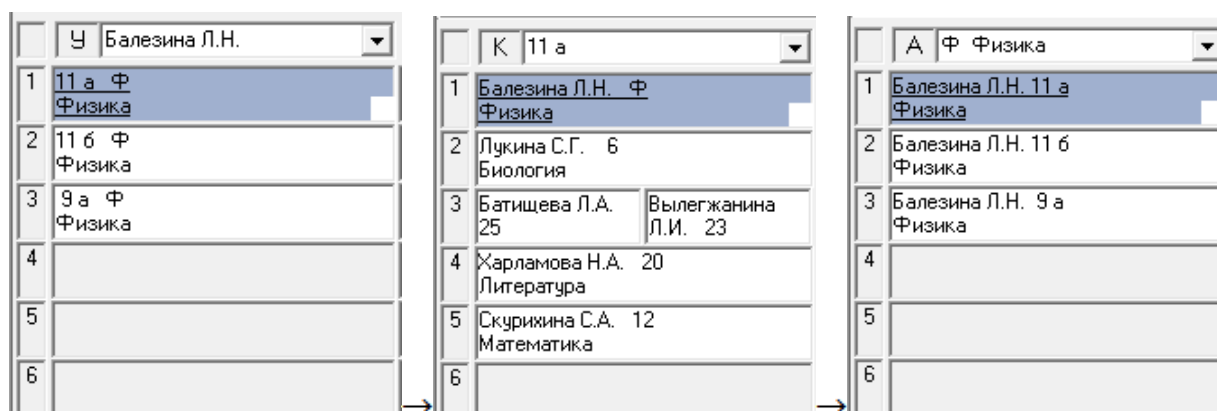 У Балезина Л.Н.
1 11 а Ф
Физика
2 11 б Ф
Физика
3 9 а Ф
Физика
4
5
6
→
К 11 а
1 Балезина Л.Н. Ф
Физика
2 Лукина С.Г. 6
Биология
3 Батищева Л.А. Вылегжанина
25 Л.И. 23
4 Харламова Н.А. 20
Литература
5 Скурихина С.А. 12
Математика
6
→
А Ф Физика
1 Балезина Л.Н. 11 а
Физика
2 Балезина Л.Н. 11 б
Физика
3 Балезина Л.Н. 9 а
Физика
4
5
6